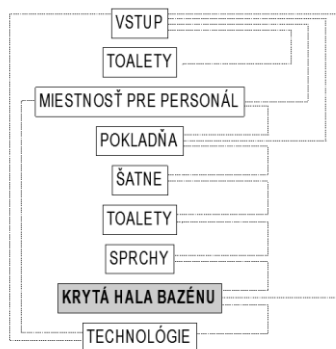 VSTUP
TOALETY
MIESTNOSŤ PRE PERSONÁL
POKLADŇA
ŠATNE
TOALETY
SPRCHY
KRYTÁ HALA BAZÉNU
TECHNOLÓGIE